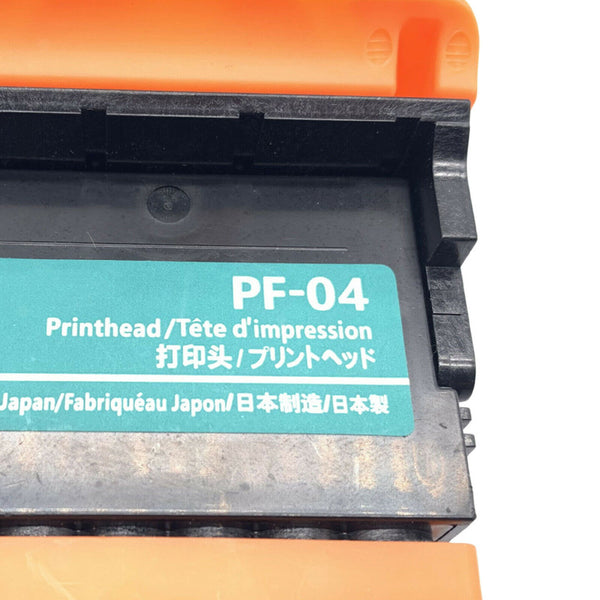 PF-04
Printhead/Tête d'impression
打印头/プリントヘッド
Japan/Fabriquéau Japon/日本制造/日本製